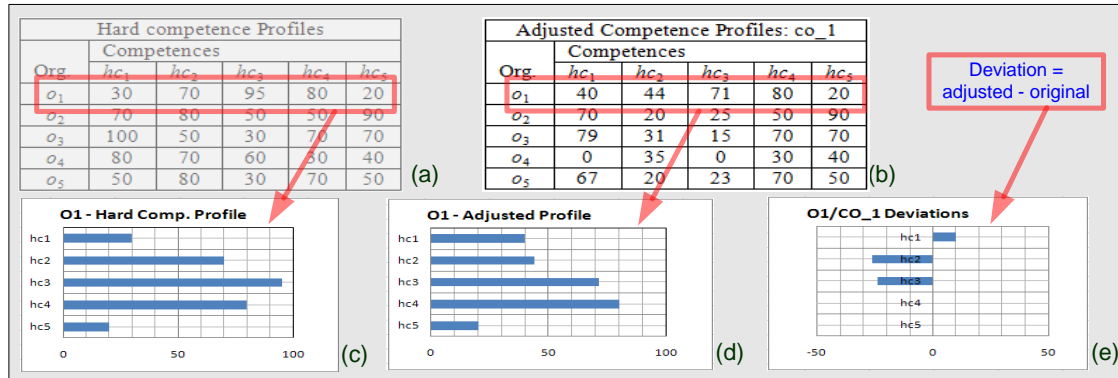 Hard competence Profiles
Competences
Org. hc1 hc2 hc3 hc4 hc5
o1 30 70 95 80 20
o2 70 80 50 50 90
o3 100 50 30 70 70
o4 80 70 60 30 40
o5 50 80 30 70 50
(a)
Adjusted Competence Profiles: co_1
Competences
Org. hc1 hc2 hc3 hc4 hc5
o1 40 44 71 80 20
o2 70 20 25 50 90
o3 79 31 15 70 70
o4 0 35 0 30 40
o5 67 20 23 70 50
(b)
Deviation =
adjusted - original
O1 - Hard Comp. Profile
hc1
hc2
hc3
hc4
hc5
0 50 100
(c)
O1 - Adjusted Profile
hc1
hc2
hc3
hc4
hc5
0 50 100
(d)
O1/CO_1 Deviations
hc1
hc2
hc3
hc4
hc5
-50 0 50
(e)